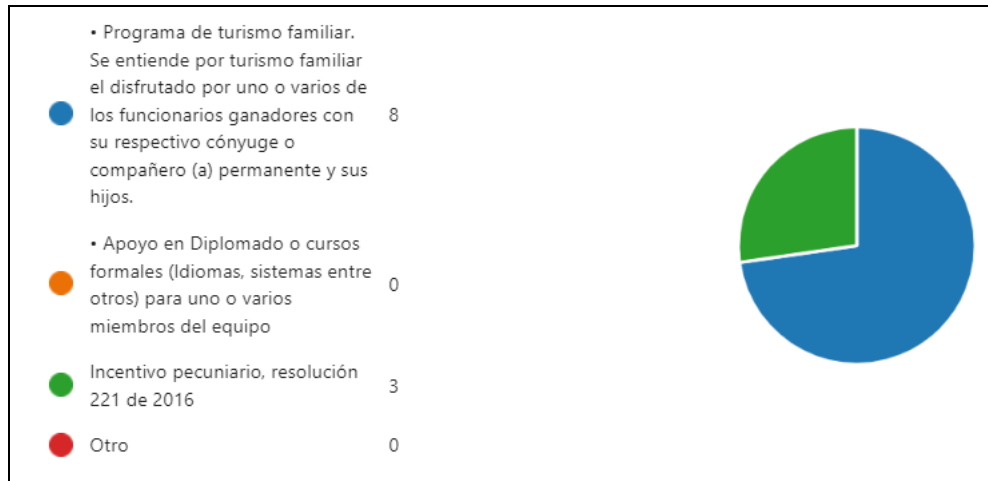 • Programa de turismo familiar.
Se entiende por turismo familiar
el disfrutado por uno o varios de
los funcionarios ganadores con
su respectivo cónyuge o
compañero (a) permanente y sus
hijos.
8
• Apoyo en Diplomado o cursos
formales (Idiomas, sistemas entre
otros) para uno o varios
miembros del equipo
0
Incentivo pecuniario, resolución
221 de 2016
3
Otro
0